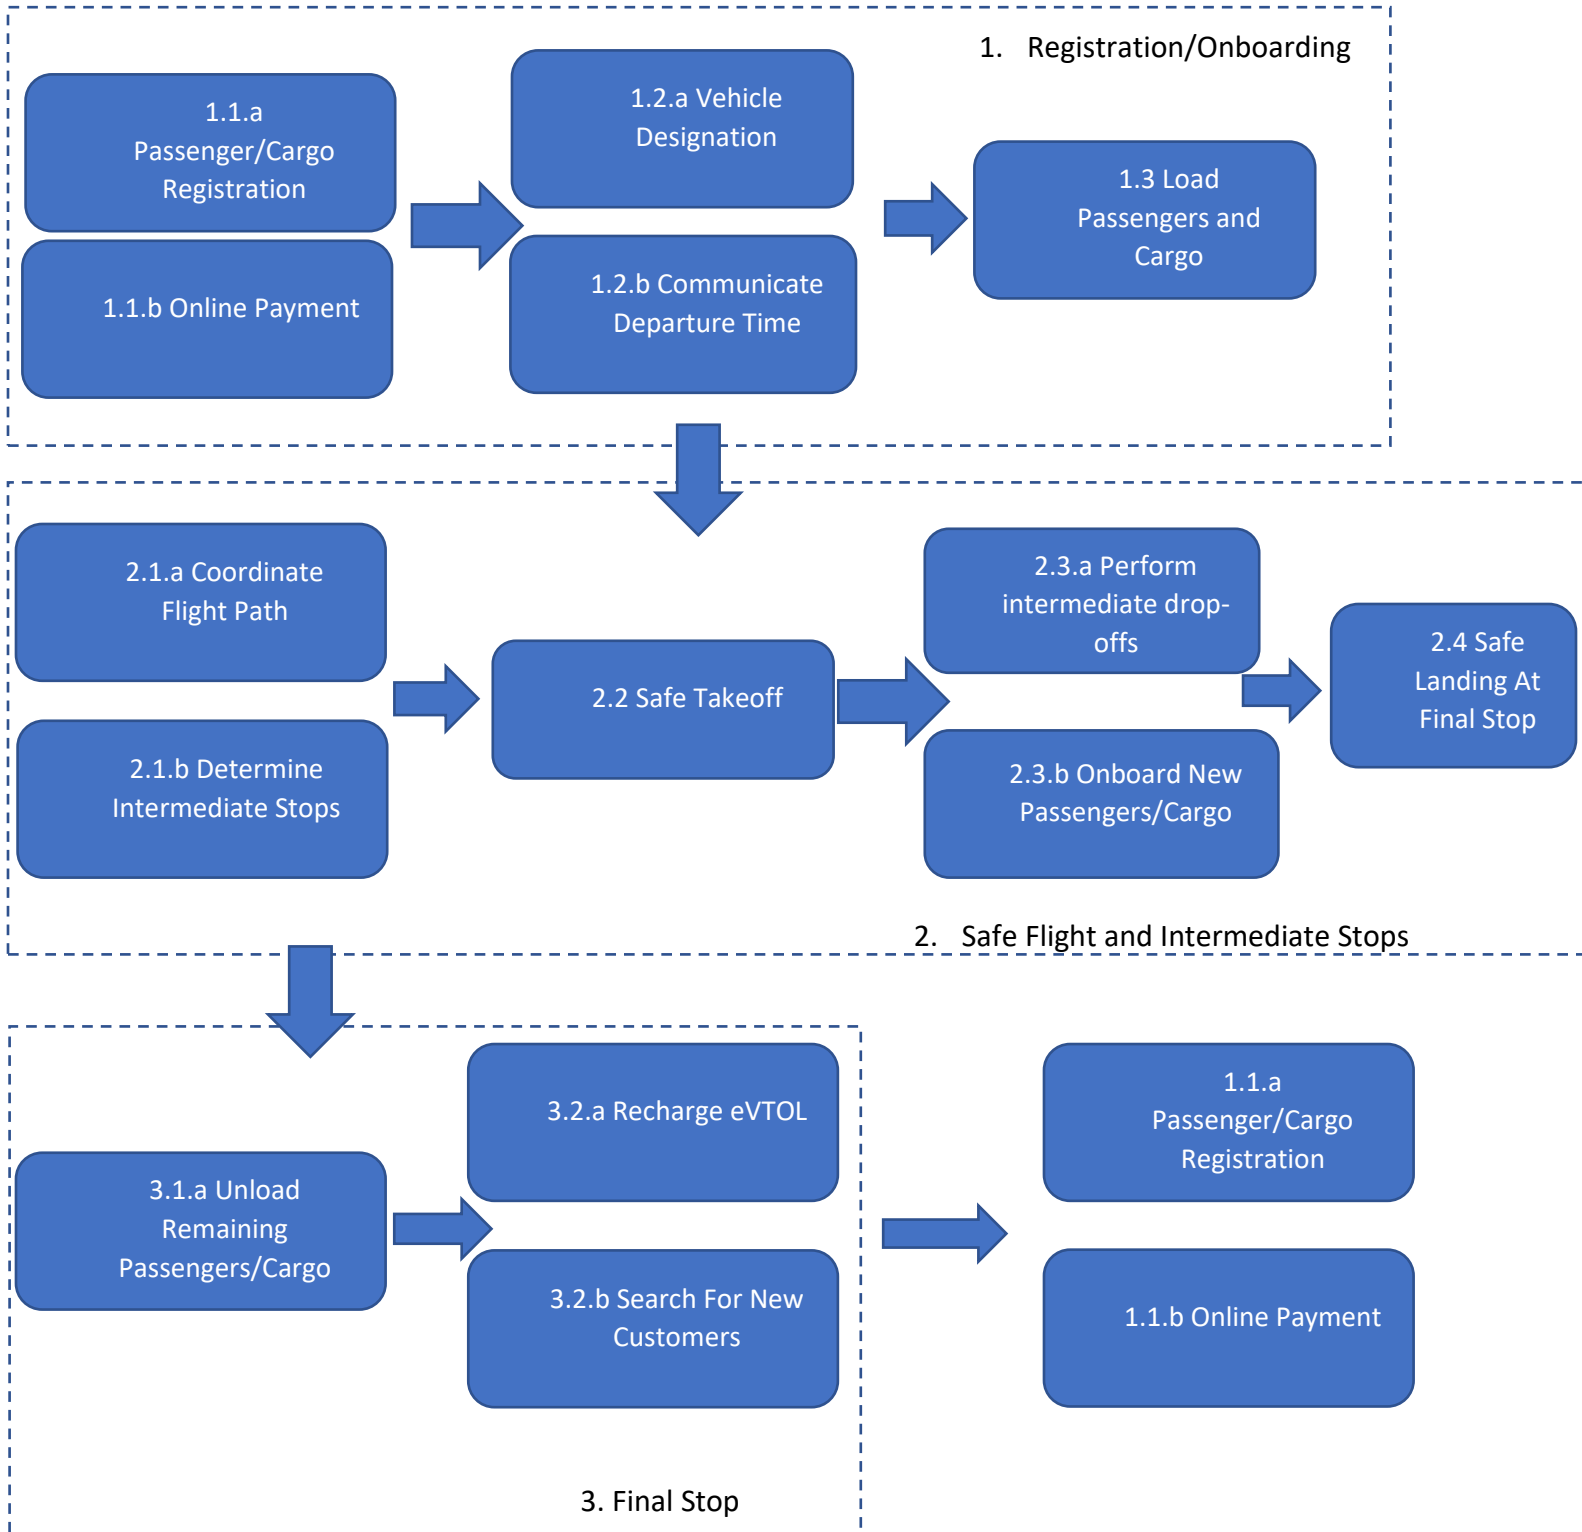 1. Registration/Onboarding
1.1.a
Passenger/Cargo
Registration
1.1.b Online Payment
1.2.a Vehicle
Designation
1.2.b Communicate
Departure Time
1.3 Load
Passengers and
Cargo
2.1.a Coordinate
Flight Path
2.1.b Determine
Intermediate Stops
2.2 Safe Takeoff
2.3.a Perform
intermediate drop-
offs
2.3.b Onboard New
Passengers/Cargo
2.4 Safe
Landing At
Final Stop
2. Safe Flight and Intermediate Stops
3.1.a Unload
Remaining
Passengers/Cargo
3.2.a Recharge eVTOL
3.2.b Search For New
Customers
1.1.a
Passenger/Cargo
Registration
1.1.b Online Payment
3. Final Stop